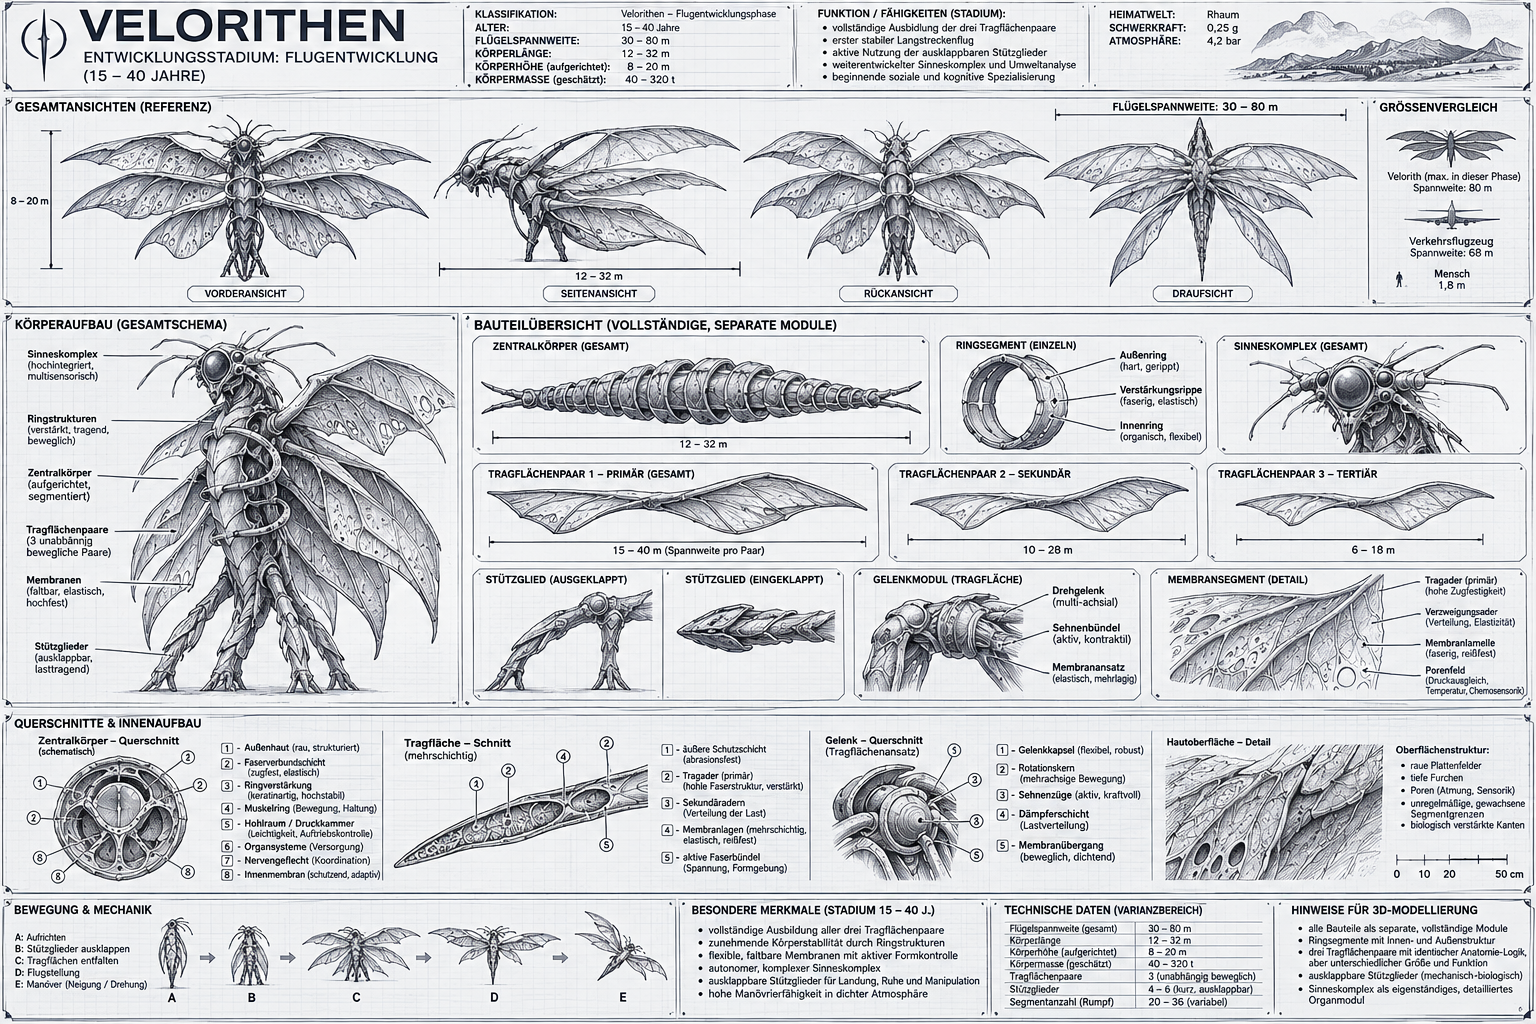 VELORITHEN
ENTWICKLUNGSSTADIUM: FLUGENTWICKLUNG
(15 – 40 JAHRE)
KLASSIFIKATION: Velorithen – Flugentwicklungsphase
ALTER: 15 – 40 Jahre
FLÜGELSPANNWEITE: 30 – 80 m
KÖRPERLÄNGE: 12 – 32 m
KÖRPERHÖHE (aufgerichtet): 8 – 20 m
KÖRPERMASSE (geschätzt): 40 – 320 t
FUNKTION / FÄHIGKEITEN (STADIUM):
• vollständige Ausbildung der drei Tragflächenpaare
• erster stabiler Langstreckenflug
• aktive Nutzung der ausklappbaren Stützglieder
• weiterentwickelter Sinneskomplex und Umweltanalyse
• beginnende soziale und kognitive Spezialisierung
HEIMATWELT: Rhaum
SCHWERKRAFT: 0,25 g
ATMOSPHÄRE: 4,2 bar
GESAMTANSICHTEN (REFERENZ)
8 – 20 m
VORDERANSICHT
12 – 32 m
SEITENANSICHT
RÜCKANSICHT
FLÜGELSPANNWEITE: 30 – 80 m
DRAUFSICHT
GRÖSSENVERGLEICH
Velorith (max. in dieser Phase)
Spannweite: 80 m
Verkehrsflugzeug
Spannweite: 68 m
Mensch
1,8 m
KÖRPERAUFBAU (GESAMTSCHEMA)
Sinneskomplex
(hochintegriert,
multisensorisch)
Ringstrukturen
(verstärkt, tragend,
beweglich)
Zentralkörper
(aufgerichtet,
segmentiert)
Tragflächenpaare
bewegliche Paare)
Membranen
(faltbar, elastisch,
hochfest)
Stützglieder
(ausklappbar,
lasttragend)
BAUTEILÜBERSICHT (VOLLSTÄNDIGE, SEPARATE MODULE)
ZENTRALKÖRPER (GESAMT)
12 – 32 m
RINGSEGMENT (EINZELN)
Außenring
(hart, gerippt)
Verstärkungsrippe
(faserig, elastisch)
Innenring
(organisch, flexibel)
SINNESKOMPLEX (GESAMT)
TRAGFLÄCHENPAAR 1 – PRIMÄR (GESAMT)
15 – 40 m (Spannweite pro Paar)
TRAGFLÄCHENPAAR 2 – SEKUNDÄR
10 – 28 m
TRAGFLÄCHENPAAR 3 – TERTIÄR
6 – 18 m
STÜTZGLIED (AUSGEKLAPPT)
STÜTZGLIED (EINGEKLAPPT)
GELENKMODUL (TRAGFLÄCHE)
Drehgelenk
(multi-achsial)
Sehnenbündel
(aktiv, kontraktil)
Membranansatz
(elastisch, mehrlagig)
MEMBRANSEGMENT (DETAIL)
Tragader (primär)
(hohe Zugfestigkeit)
Verzweigungsader
(Verteilung, Elastizität)
Membranlamelle
(faserig, reißfest)
Porenfeld
(Druckausgleich,
Temperatur, Chemosensorik)
QUERSCHNITTE & INNENAUFBAU
Zentralkörper – Querschnitt
(schematisch)
1 2 2 2 8 8 8
1 - Außenhaut (rau, strukturiert)
2 - Faserverbundschicht
(zugfest, elastisch)
3 - Ringverstärkung
(keratinartig, hochstabil)
4 - Muskelring (Bewegung, Haltung)
5 - Hohlraum / Druckkammer
(Leichtigkeit, Auftriebskontrolle)
6 - Organsysteme (Versorgung)
7 - Nervengeflecht (Koordination)
8 - Innenmembran (schutzend, adaptiv)
Tragfläche – Schnitt
(mehrschichtig)
2 4 2 5
1 - äußere Schutzschicht
(abrasionsfest)
2 - Tragader (primär)
(hohle Faserstruktur, verstärkt)
3 - Sekundäradern
(Verteilung der Last)
4 - Membranlagen (mehrschichtig,
elastisch, reißfest)
5 - aktive Faserbündel
(Spannung, Formgebung)
Gelenk – Querschnitt
(Tragflächenansatz)
5 3 3 5
1 - Gelenkkapsel (flexibel, robust)
2 - Rotationskern
(mehrachsige Bewegung)
3 - Sehnenzüge (aktiv, kraftvoll)
4 - Dämpferschicht
(Lastverteilung)
5 - Membranübergang
(beweglich, dichtend)
Hautoberfläche – Detail
Oberflächenstruktur:
• raue Plattenfelder
• tiefe Furchen
• Poren (Atmung, Sensorik)
• unregelmäßige, gewachsene
Segmentgrenzen
• biologisch verstärkte Kanten
0 10 20 50 cm
BEWEGUNG & MECHANIK
A: Aufrichten
B: Stützglieder ausklappen
C: Tragflächen entfalten
D: Flugstellung
E: Manöver (Neigung / Drehung)
A B C D E
BESONDERE MERKMALE (STADIUM 15 – 40 J.)
• vollständige Ausbildung aller drei Tragflächenpaare
• zunehmende Körperstabilität durch Ringstrukturen
• flexible, faltbare Membranen mit aktiver Formkontrolle
• autonomer, komplexer Sinneskomplex
• ausklappbare Stützglieder für Landung, Ruhe und Manipulation
• hohe Manövrierfähigkeit in dichter Atmosphäre
TECHNISCHE DATEN (VARIANZBEREICH)
Flügelspannweite (gesamt) 30 – 80 m
Körperlänge 12 – 32 m
Körperhöhe (aufgerichtet) 8 – 20 m
Körpermasse (geschätzt) 40 – 320 t
Tragflächenpaare 3 (unabhängig beweglich)
Stützglieder 4 – 6 (kurz, ausklappbar)
Segmentanzahl (Rumpf) 20 – 36 (variabel)
HINWEISE FÜR 3D-MODELLIERUNG
• alle Bauteile als separate, vollständige Module
• Ringsegmente mit Innen- und Außenstruktur
• drei Tragflächenpaare mit identischer Anatomie-Logik,
aber unterschiedlicher Größe und Funktion
• ausklappbare Stützglieder (mechanisch-biologisch)
• Sinneskomplex als eigenständiges, detailliertes
Organmodul